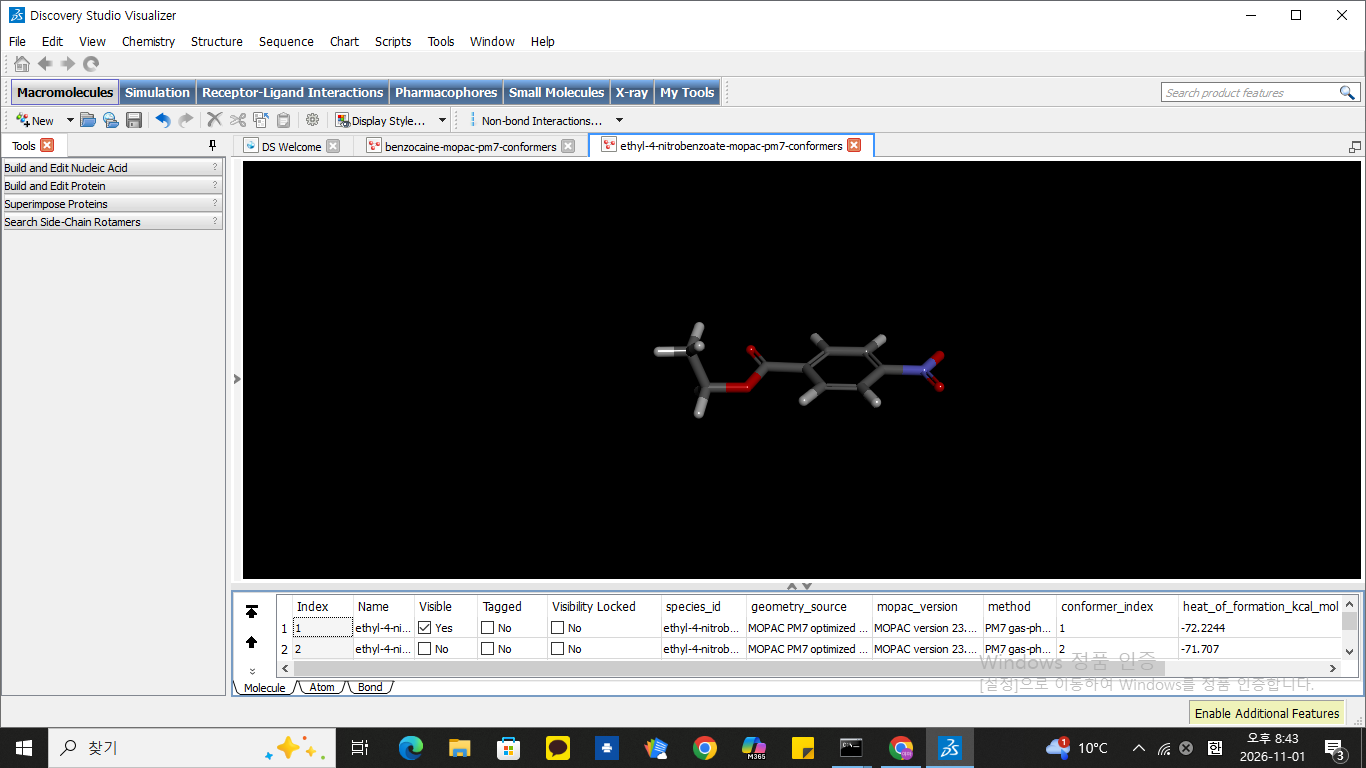 Discovery Studio Visualizer
File Edit View Chemistry Structure Sequence Chart Scripts Tools Window Help
Macromolecules Simulation Receptor-Ligand Interactions Pharmacophores Small Molecules X-ray My Tools
Search product features
New Display Style... Non-bond Interactions...
Tools
DS Welcome benzocaine-mopac-pm7-conformers ethyl-4-nitrobenzoate-mopac-pm7-conformers
Build and Edit Nucleic Acid ?
Build and Edit Protein ?
Superimpose Proteins ?
Search Side-Chain Rotamers ?
Index Name Visible Tagged Visibility Locked species_id geometry_source mopac_version method conformer_index heat_of_formation_kcal_mol
1 1 ethyl-4-ni... Yes No No ethyl-4-nitrob... MOPAC PM7 optimized ... MOPAC version 23.... PM7 gas-ph... 1 -72.2244
2 2 ethyl-4-ni... No No No ethyl-4-nitrob... MOPAC PM7 optimized ... MOPAC version 23.... PM7 gas-ph... 2 -71.707
Windows 정품 인증
[설정]으로 이동하여 Windows를 정품 인증합니다.
Molecule Atom Bond
Enable Additional Features
찾기
M365
1
10°C
한
오후 8:43
2026-11-01
3